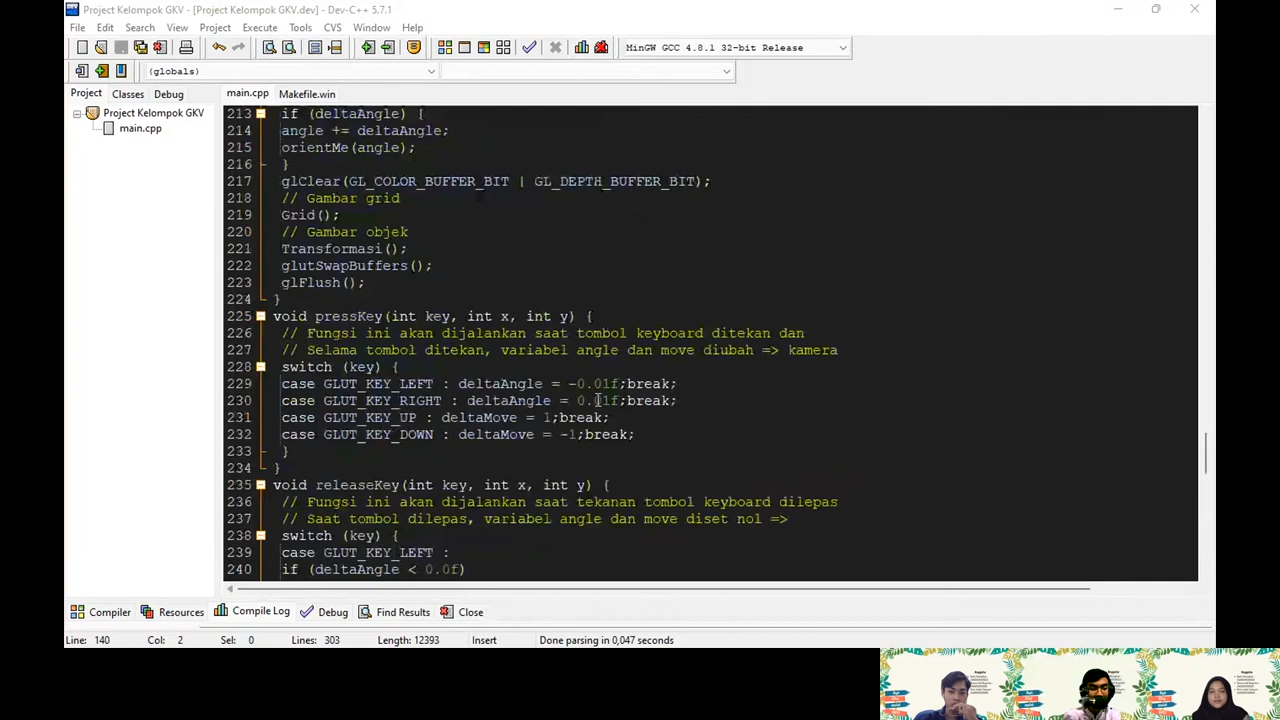 Project Kelompok GKV - [Project Kelompok GKV.dev] - Dev-C++ 5.7.1
File Edit Search View Project Execute Tools CVS Window Help
MinGW GCC 4.8.1 32-bit Release
(globals)
Project Classes Debug
main.cpp Makefile.win
Project Kelompok GKV
main.cpp
213 if (deltaAngle) {
214 angle += deltaAngle;
215 orientMe(angle);
216 }
217 glClear(GL_COLOR_BUFFER_BIT | GL_DEPTH_BUFFER_BIT);
218 // Gambar grid
219 Grid();
220 // Gambar objek
221 Transformasi();
222 glutSwapBuffers();
223 glFlush();
224 }
225 void pressKey(int key, int x, int y) {
226 // Fungsi ini akan dijalankan saat tombol keyboard ditekan dan
227 // Selama tombol ditekan, variabel angle dan move diubah => kamera
228 switch (key) {
229 case GLUT_KEY_LEFT : deltaAngle = -0.01f;break;
230 case GLUT_KEY_RIGHT : deltaAngle = 0.01f;break;
231 case GLUT_KEY_UP : deltaMove = 1;break;
232 case GLUT_KEY_DOWN : deltaMove = -1;break;
233 }
234 }
235 void releaseKey(int key, int x, int y) {
236 // Fungsi ini akan dijalankan saat tekanan tombol keyboard dilepas
237 // Saat tombol dilepas, variabel angle dan move diset nol =>
238 switch (key) {
239 case GLUT_KEY_LEFT :
240 if (deltaAngle < 0.0f)
Compiler Resources Compile Log Debug Find Results Close
Line: 140 Col: 2 Sel: 0 Lines: 303 Length: 12393 Insert Done parsing in 0,047 seconds